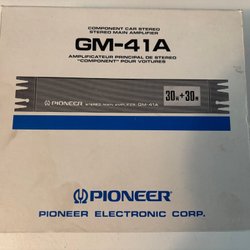 COMPONENT CAR STEREO
STEREO MAIN AMPLIFIER
GM-41A
AMPLIFICATEUR PRINCIPAL DE STEREO
"COMPONENT" POUR VOITURES
PIONEER STEREO MAIN AMPLIFIER GM-41A
30W+30W
PIONEER
PIONEER ELECTRONIC CORP.